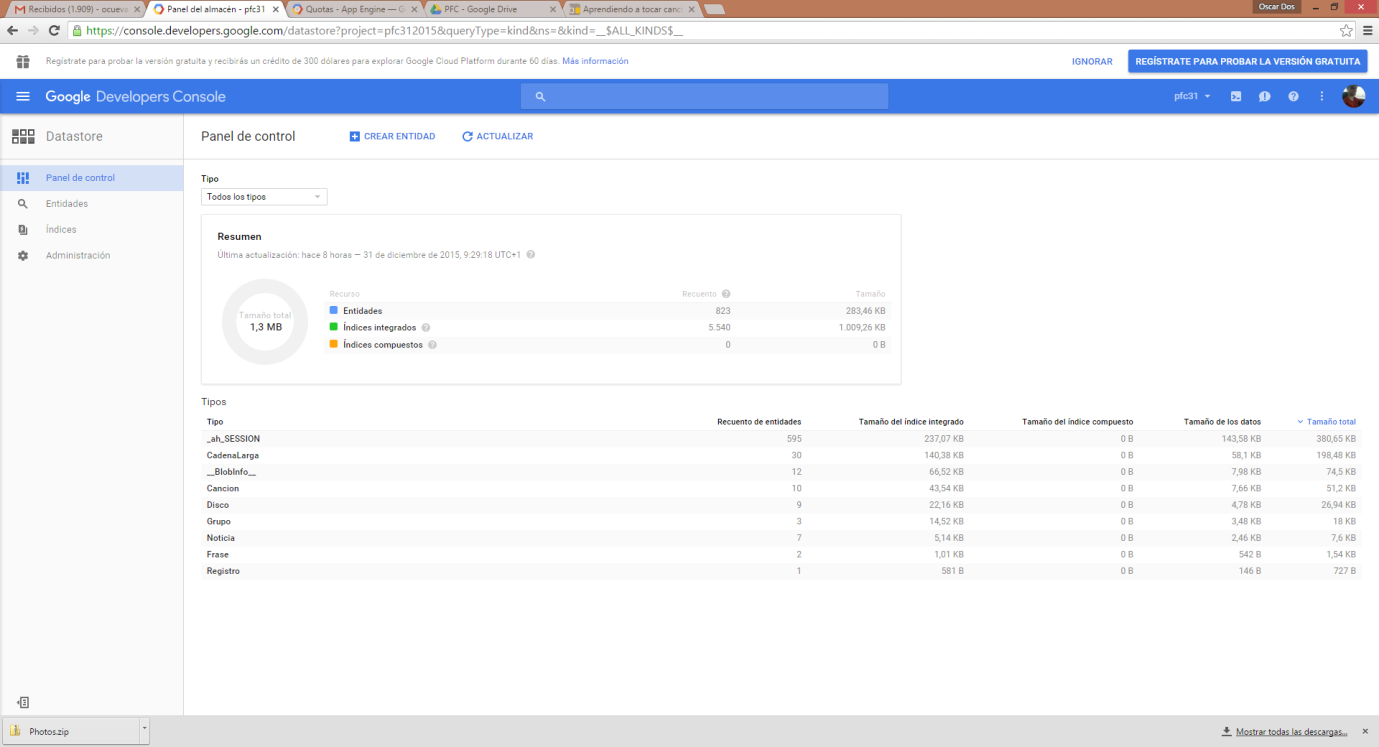 Recibidos (1.909) - ocueva
Panel del almacén - pfc31
Quotas - App Engine — G
PFC - Google Drive
Aprendiendo a tocar canc
Oscar Dos
https://console.developers.google.com/datastore?project=pfc312015&queryType=kind&ns=&kind=__$ALL_KINDS$__
Regístrate para probar la versión gratuita y recibirás un crédito de 300 dólares para explorar Google Cloud Platform durante 60 días. Más información
IGNORAR
REGÍSTRATE PARA PROBAR LA VERSIÓN GRATUITA
Google Developers Console
pfc31
Datastore
Panel de control
CREAR ENTIDAD
ACTUALIZAR
Panel de control
Entidades
Índices
Administración
Tipo
Todos los tipos
Resumen
Última actualización: hace 8 horas — 31 de diciembre de 2015, 9:29:18 UTC+1
Tamaño total
1,3 MB
Recurso Recuento Tamaño
Entidades 823 283,46 KB
Índices integrados 5.540 1.009,26 KB
Índices compuestos 0 0 B
Tipos
Tipo Recuento de entidades Tamaño del índice integrado Tamaño del índice compuesto Tamaño de los datos Tamaño total
_ah_SESSION 595 237,07 KB 0 B 143,58 KB 380,65 KB
CadenaLarga 30 140,38 KB 0 B 58,1 KB 198,48 KB
__BlobInfo__ 12 66,52 KB 0 B 7,98 KB 74,5 KB
Cancion 10 43,54 KB 0 B 7,66 KB 51,2 KB
Disco 9 22,16 KB 0 B 4,78 KB 26,94 KB
Grupo 3 14,52 KB 0 B 3,48 KB 18 KB
Noticia 7 5,14 KB 0 B 2,46 KB 7,6 KB
Frase 2 1,01 KB 0 B 542 B 1,54 KB
Registro 1 581 B 0 B 146 B 727 B
Photos.zip
Mostrar todas las descargas...